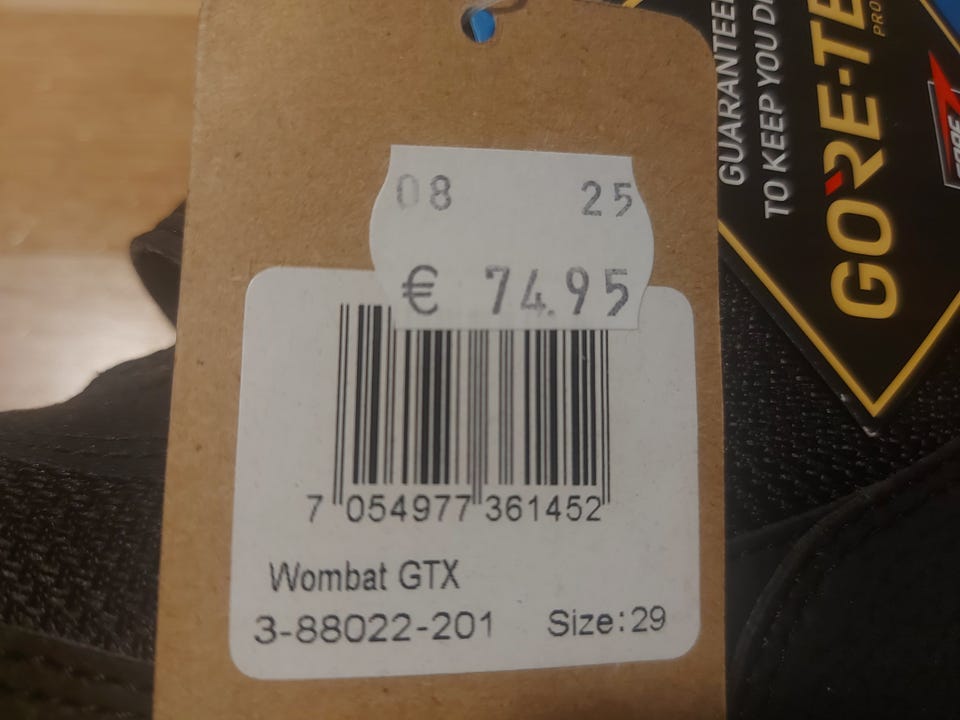 08 25
€ 74.95
7 054977 361452
Wombat GTX
3-88022-201 Size:29
TO KEEP YOU
GORE-TE
PRO